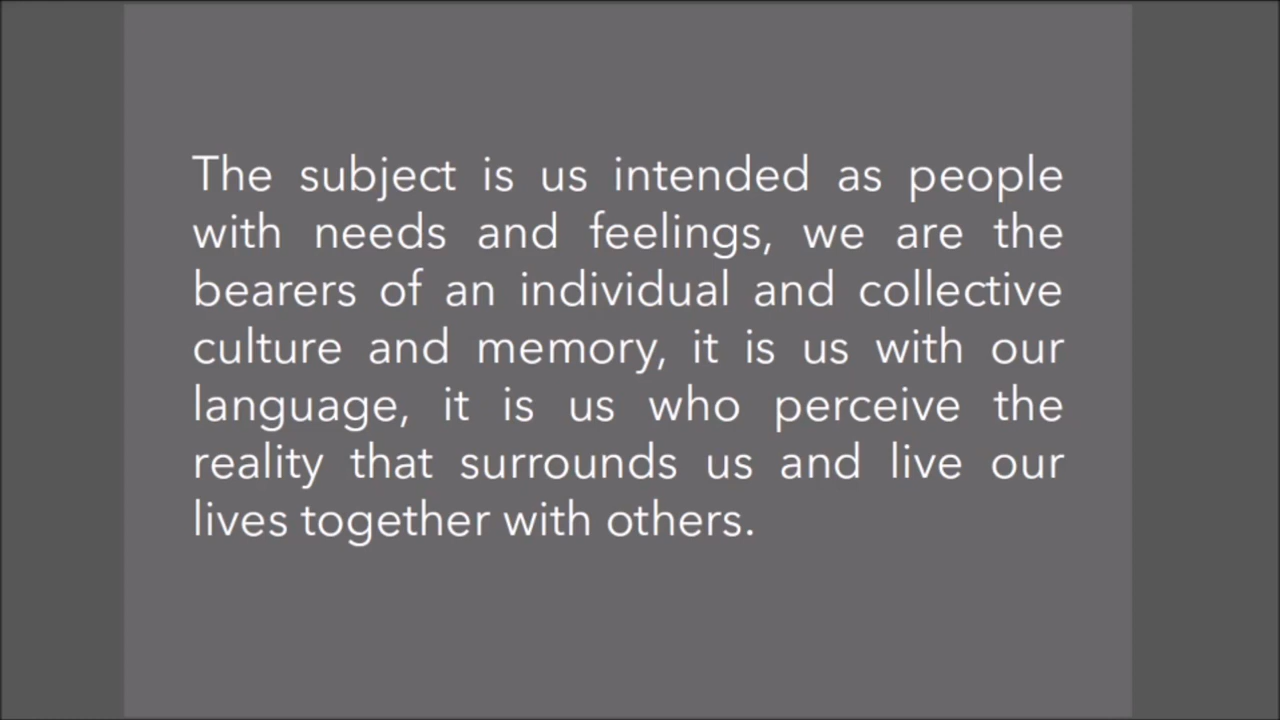 The subject is us intended as people
with needs and feelings, we are the
bearers of an individual and collective
culture and memory, it is us with our
language, it is us who perceive the
reality that surrounds us and live our
lives together with others.